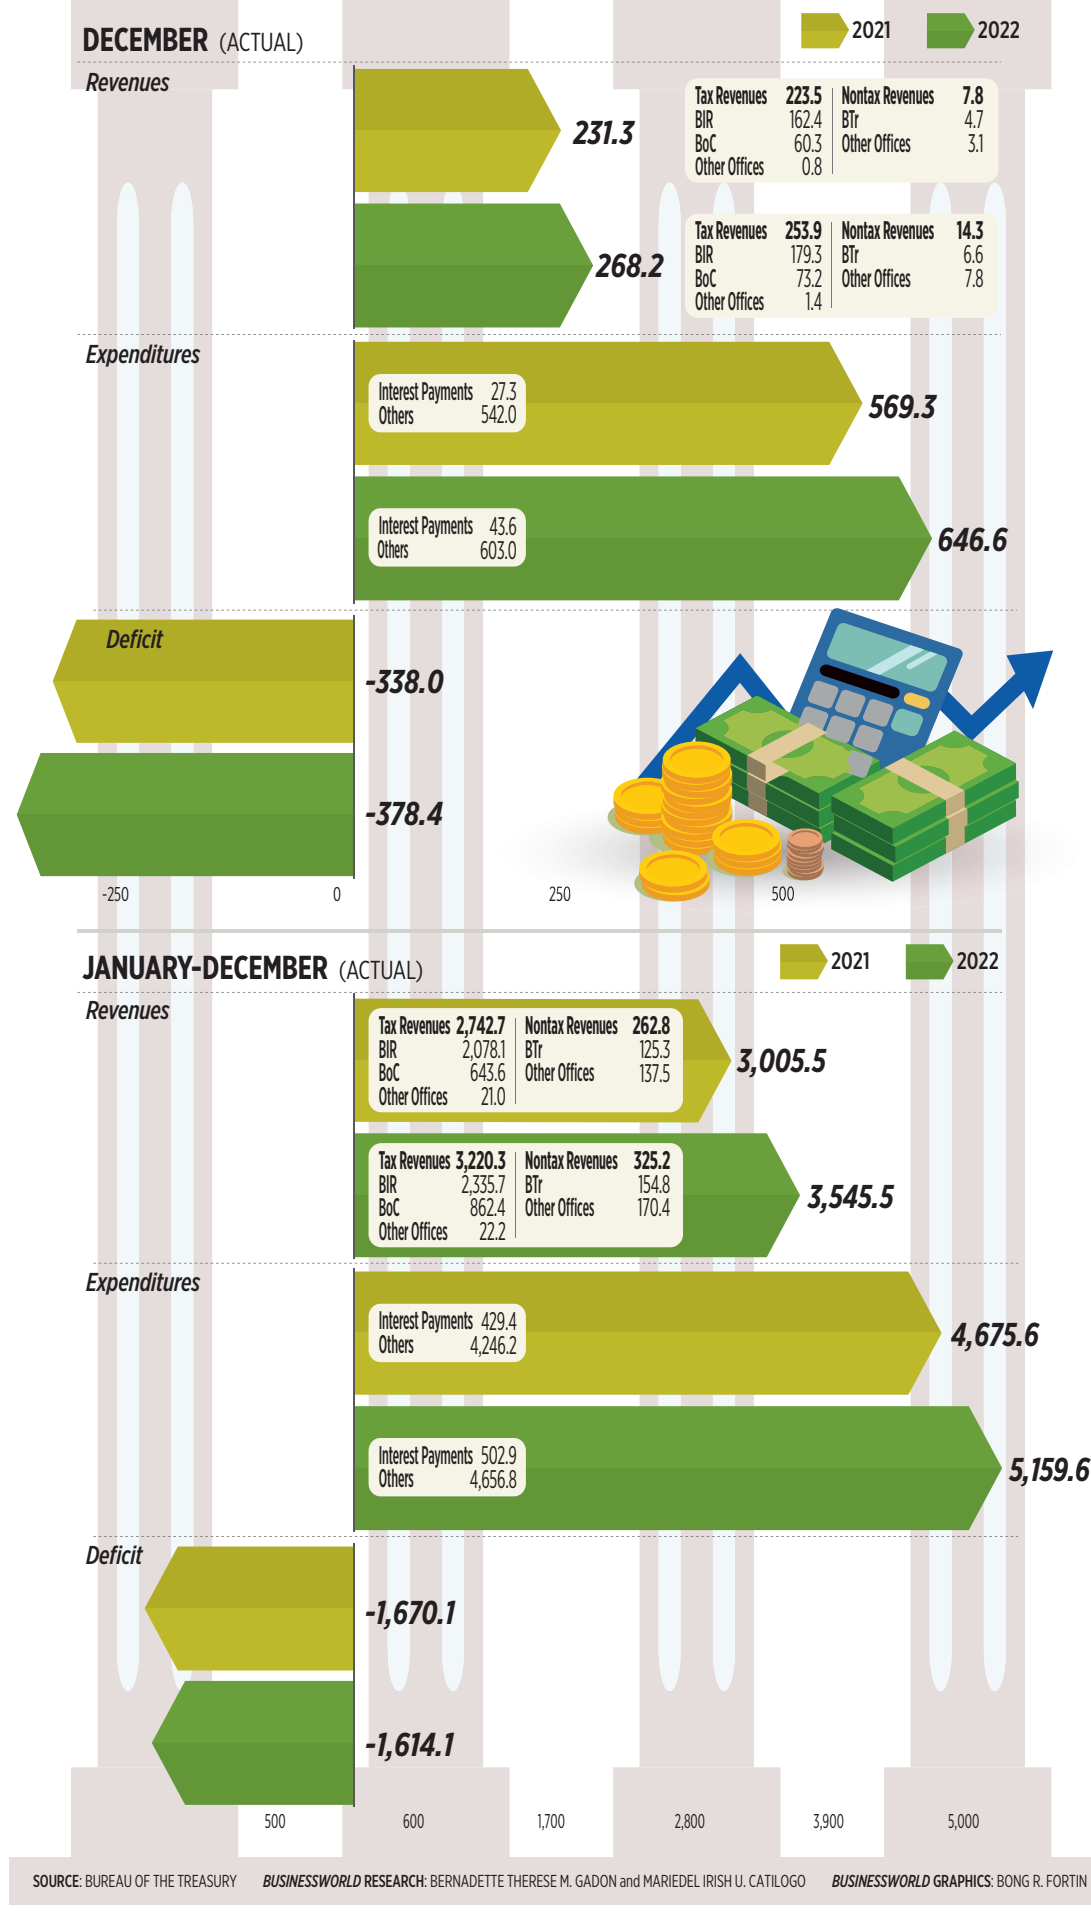 DECEMBER (ACTUAL)
2021
2022
Revenues
231.3
Tax Revenues 223.5 Nontax Revenues 7.8
BIR 162.4 BTr 4.7
BoC 60.3 Other Offices 3.1
Other Offices 0.8
268.2
Tax Revenues 253.9 Nontax Revenues 14.3
BIR 179.3 BTr 6.6
BoC 73.2 Other Offices 7.8
Other Offices 1.4
Expenditures
Interest Payments 27.3
Others 542.0
569.3
Interest Payments 43.6
Others 603.0
646.6
Deficit
-338.0
-378.4
-250 0 250 500
JANUARY-DECEMBER (ACTUAL)
2021
2022
Revenues
Tax Revenues 2,742.7 Nontax Revenues 262.8
BIR 2,078.1 BTr 125.3
BoC 643.6 Other Offices 137.5
Other Offices 21.0
3,005.5
Tax Revenues 3,220.3 Nontax Revenues 325.2
BIR 2,335.7 BTr 154.8
BoC 862.4 Other Offices 170.4
Other Offices 22.2
3,545.5
Expenditures
Interest Payments 429.4
Others 4,246.2
4,675.6
Interest Payments 502.9
Others 4,656.8
5,159.6
Deficit
-1,670.1
-1,614.1
500 600 1,700 2,800 3,900 5,000
SOURCE: BUREAU OF THE TREASURY BUSINESSWORLD RESEARCH: BERNADETTE THERESE M. GADON and MARIEDEL IRISH U. CATILOGO BUSINESSWORLD GRAPHICS: BONG R. FORTIN